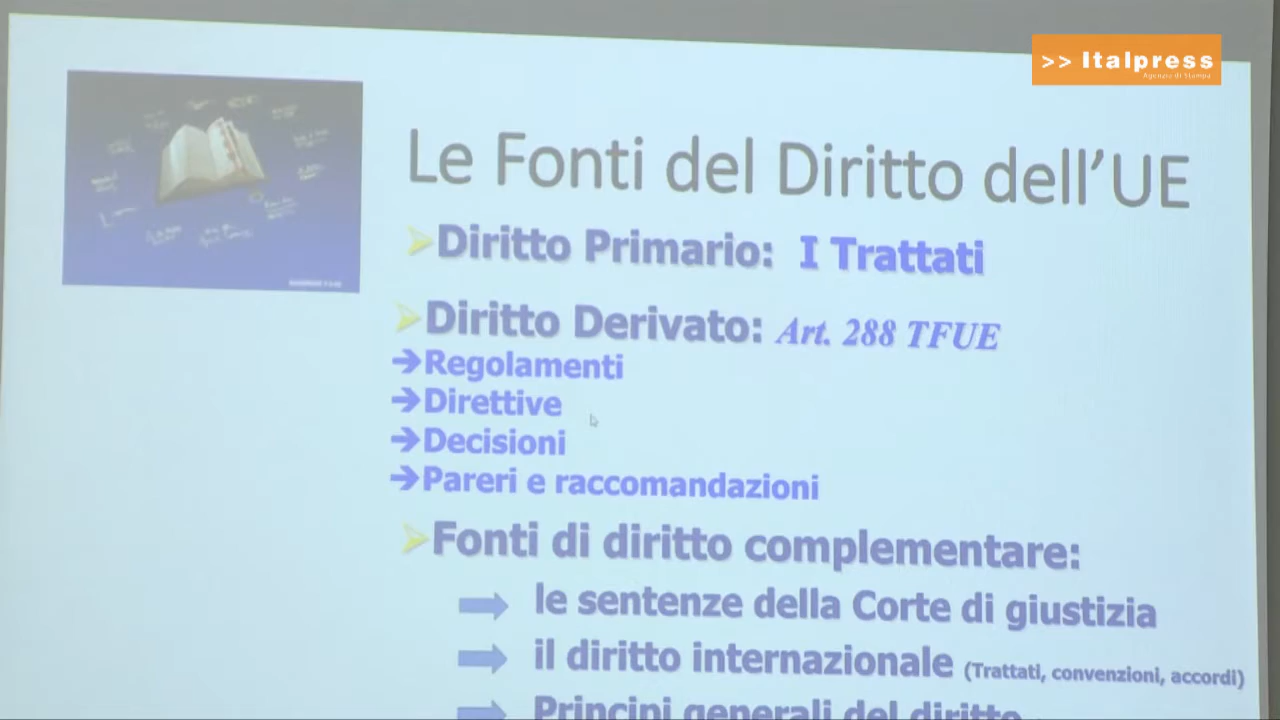 >> Italpress
Agenzia di Stampa
Le Fonti del Diritto dell'UE
Diritto Primario: I Trattati
Diritto Derivato: Art. 288 TFUE
Regolamenti
Direttive
Decisioni
Pareri e raccomandazioni
Fonti di diritto complementare:
le sentenze della Corte di giustizia
il diritto internazionale (Trattati, convenzioni, accordi)
Principi generali del diritto